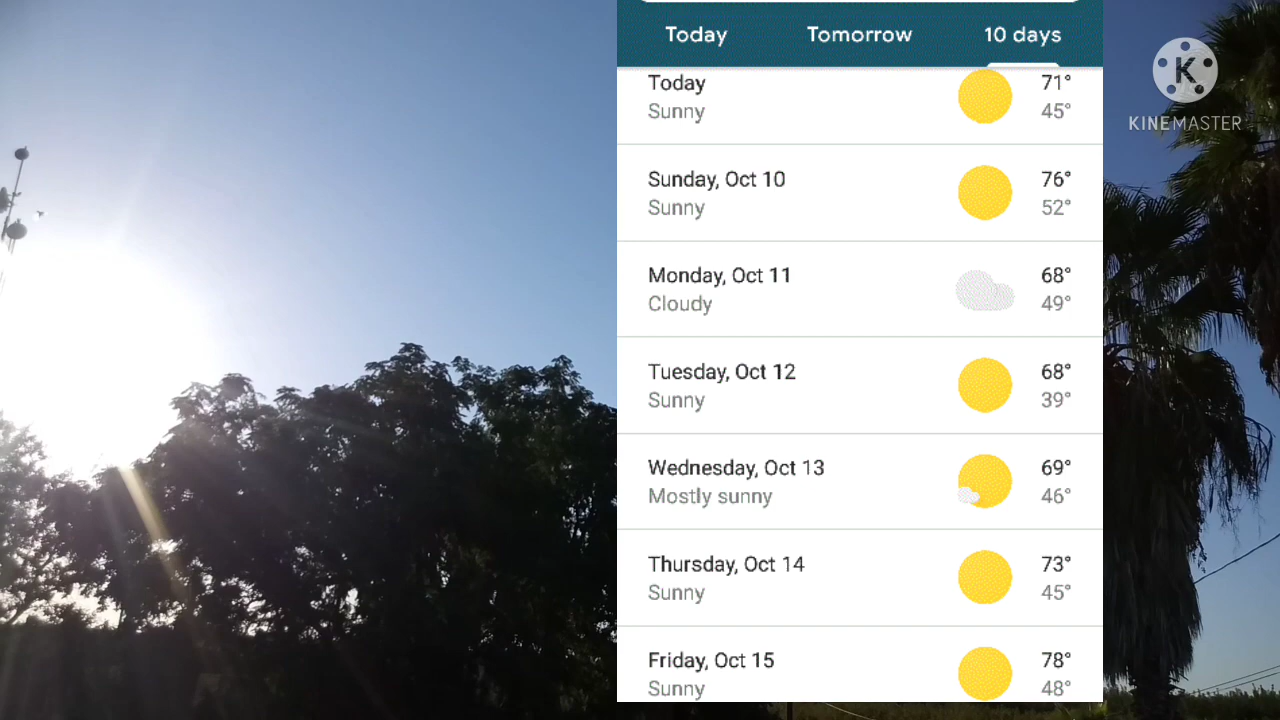 Today Tomorrow 10 days
Today 71°
Sunny 45°
Sunday, Oct 10 76°
Sunny 52°
Monday, Oct 11 68°
Cloudy 49°
Tuesday, Oct 12 68°
Sunny 39°
Wednesday, Oct 13 69°
Mostly sunny 46°
Thursday, Oct 14 73°
Sunny 45°
Friday, Oct 15 78°
Sunny 48°
K
KINEMASTER